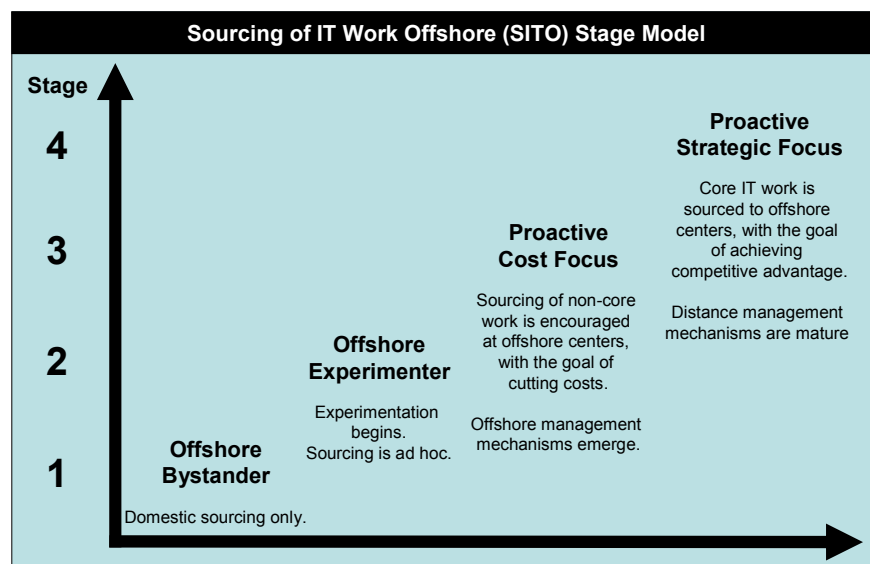 Sourcing of IT Work Offshore (SITO) Stage Model
Stage
4
3
2
1
Offshore
Bystander
Domestic sourcing only.
Offshore
Experimenter
Experimentation
begins.
Sourcing is ad hoc.
Proactive
Cost Focus
Sourcing of non-core
work is encouraged
at offshore centers,
with the goal of
cutting costs.
Offshore management
mechanisms emerge.
Proactive
Strategic Focus
Core IT work is
sourced to offshore
centers, with the goal
of achieving
competitive advantage.
Distance management
mechanisms are mature